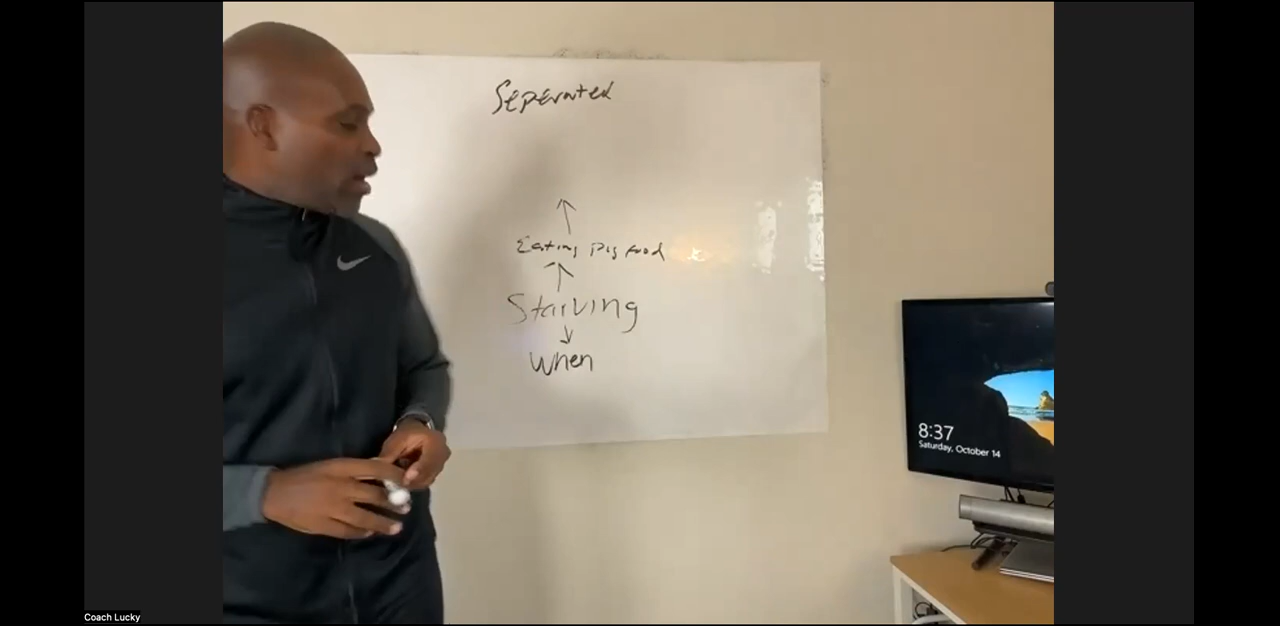 Seperated
Eating Pig food
Starving
When
8:37
Saturday, October 14
Coach Lucky